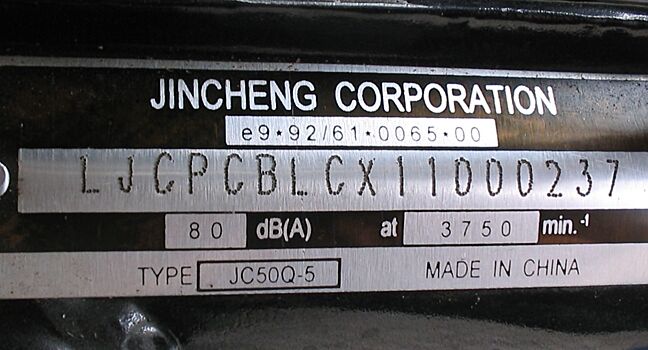 JINCHENG CORPORATION
e9*92/61*0065*00
LJCPCBLCX11000237
80 dB(A) at 3750 min.-1
TYPE JC50Q-5 MADE IN CHINA